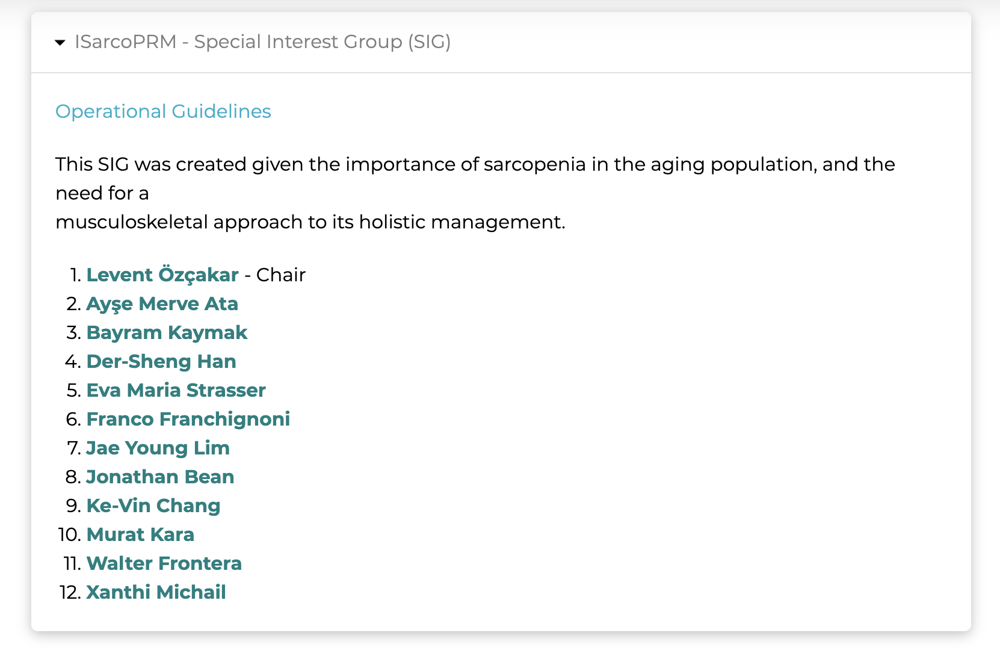 ISarcoPRM - Special Interest Group (SIG)
Operational Guidelines
This SIG was created given the importance of sarcopenia in the aging population, and the
need for a
musculoskeletal approach to its holistic management.
1. Levent Özçakar - Chair
2. Ayşe Merve Ata
3. Bayram Kaymak
4. Der-Sheng Han
5. Eva Maria Strasser
6. Franco Franchignoni
7. Jae Young Lim
8. Jonathan Bean
9. Ke-Vin Chang
10. Murat Kara
11. Walter Frontera
12. Xanthi Michail